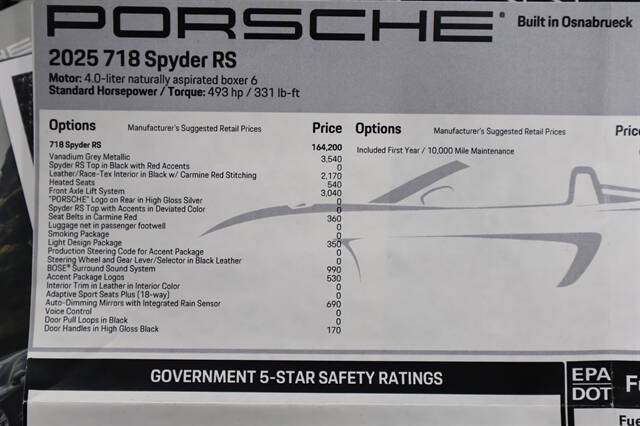 PORSCHE
Built in Osnabrueck
2025 718 Spyder RS
Motor: 4.0-liter naturally aspirated boxer 6
Standard Horsepower / Torque: 493 hp / 331 lb-ft
Options Manufacturer's Suggested Retail Prices Price Options Manufacturer's Suggested Retail Prices
718 Spyder RS 164,200
Included First Year / 10,000 Mile Maintenance
Vanadium Grey Metallic 3,540
Spyder RS Top in Black with Red Accents 0
Leather/Race-Tex Interior in Black w/ Carmine Red Stitching 2,170
Heated Seats 540
Front Axle Lift System 3,040
"PORSCHE" Logo on Rear in High Gloss Silver 0
Spyder RS Top with Accents in Deviated Color 0
Seat Belts in Carmine Red 360
Luggage net in passenger footwell 0
Smoking Package 0
Light Design Package 350
Production Steering Code for Accent Package 0
Steering Wheel and Gear Lever/Selector in Black Leather 0
BOSE® Surround Sound System 990
Accent Package Logos 530
Interior Trim in Leather in Interior Color 0
Adaptive Sport Seats Plus (18-way) 0
Auto-Dimming Mirrors with Integrated Rain Sensor 690
Voice Control 0
Door Pull Loops in Black 0
Door Handles in High Gloss Black 170
GOVERNMENT 5-STAR SAFETY RATINGS
EPA
DOT